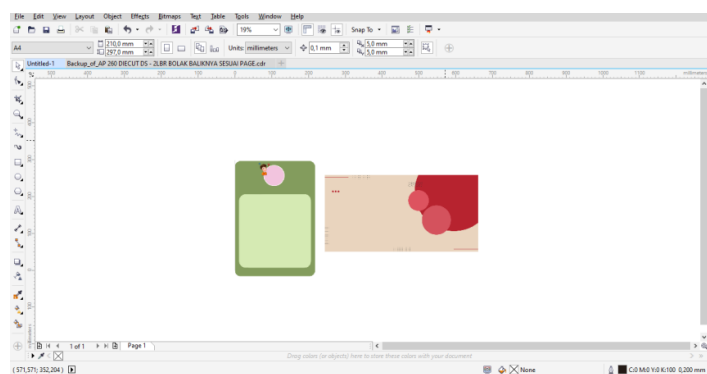 File Edit View Layout Object Effects Bitmaps Text Table Tools Window Help
19% Snap To
A4 210,0 mm 297,0 mm Units: millimeters 0,1 mm 5,0 mm 5,0 mm
Untitled-1 Backup_of_AP 260 DIECUT DS - 2LBR BOLAK BALIKNYA SESUAI PAGE.cdr
millimeters
1 of 1 Page 1
Drag colors (or objects) here to store these colors with your document
( 571,571; 352,204 ) None C:0 M:0 Y:0 K:100 0,200 mm